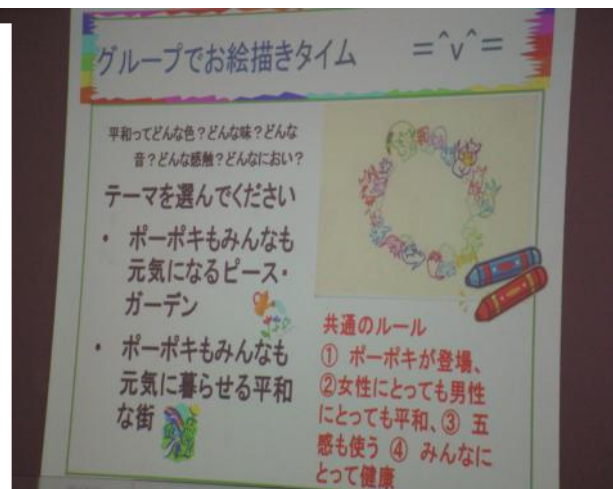 グループでお絵描きタイム　＝^v^＝
平和ってどんな色？どんな味？どんな
音？どんな感触？どんなにおい？
テーマを選んでください
・ ポーポキもみんなも
元気になるピース・
ガーデン
・ ポーポキもみんなも
元気に暮らせる平和
な街
共通のルール
① ポーポキが登場、
②女性にとっても男性
にとっても平和、③ 五
感も使う ④ みんなに
とって健康